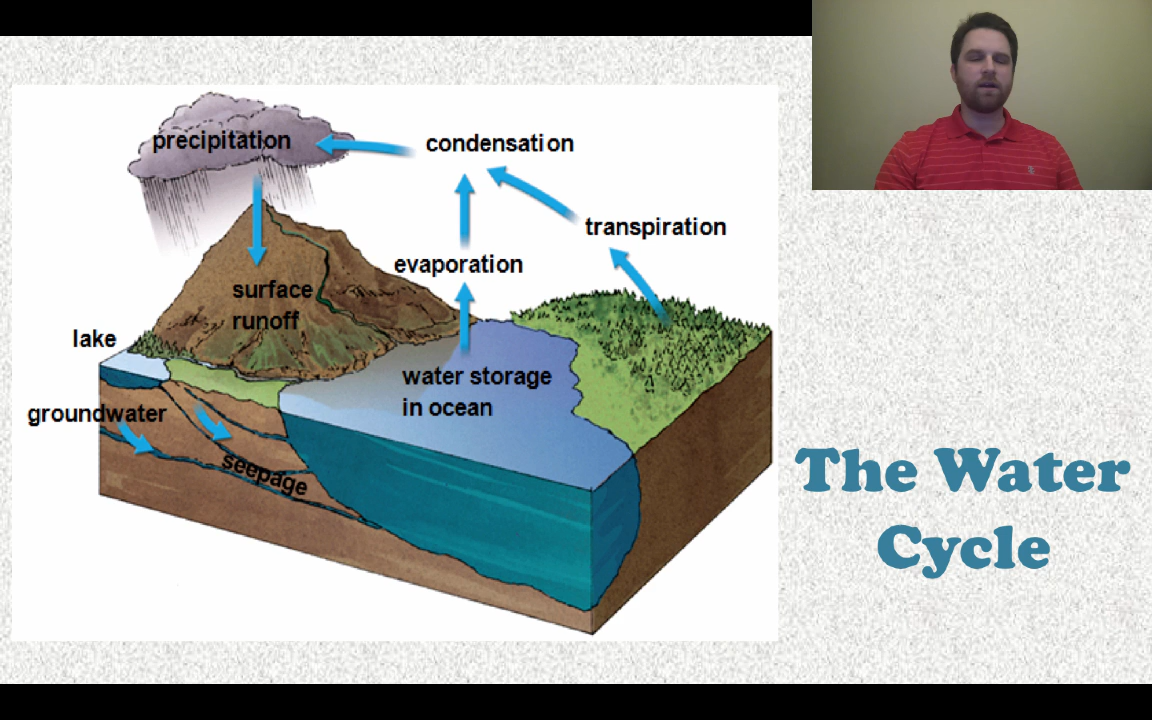 precipitation
condensation
transpiration
evaporation
surface
runoff
lake
water storage
in ocean
groundwater
seepage
The Water
Cycle